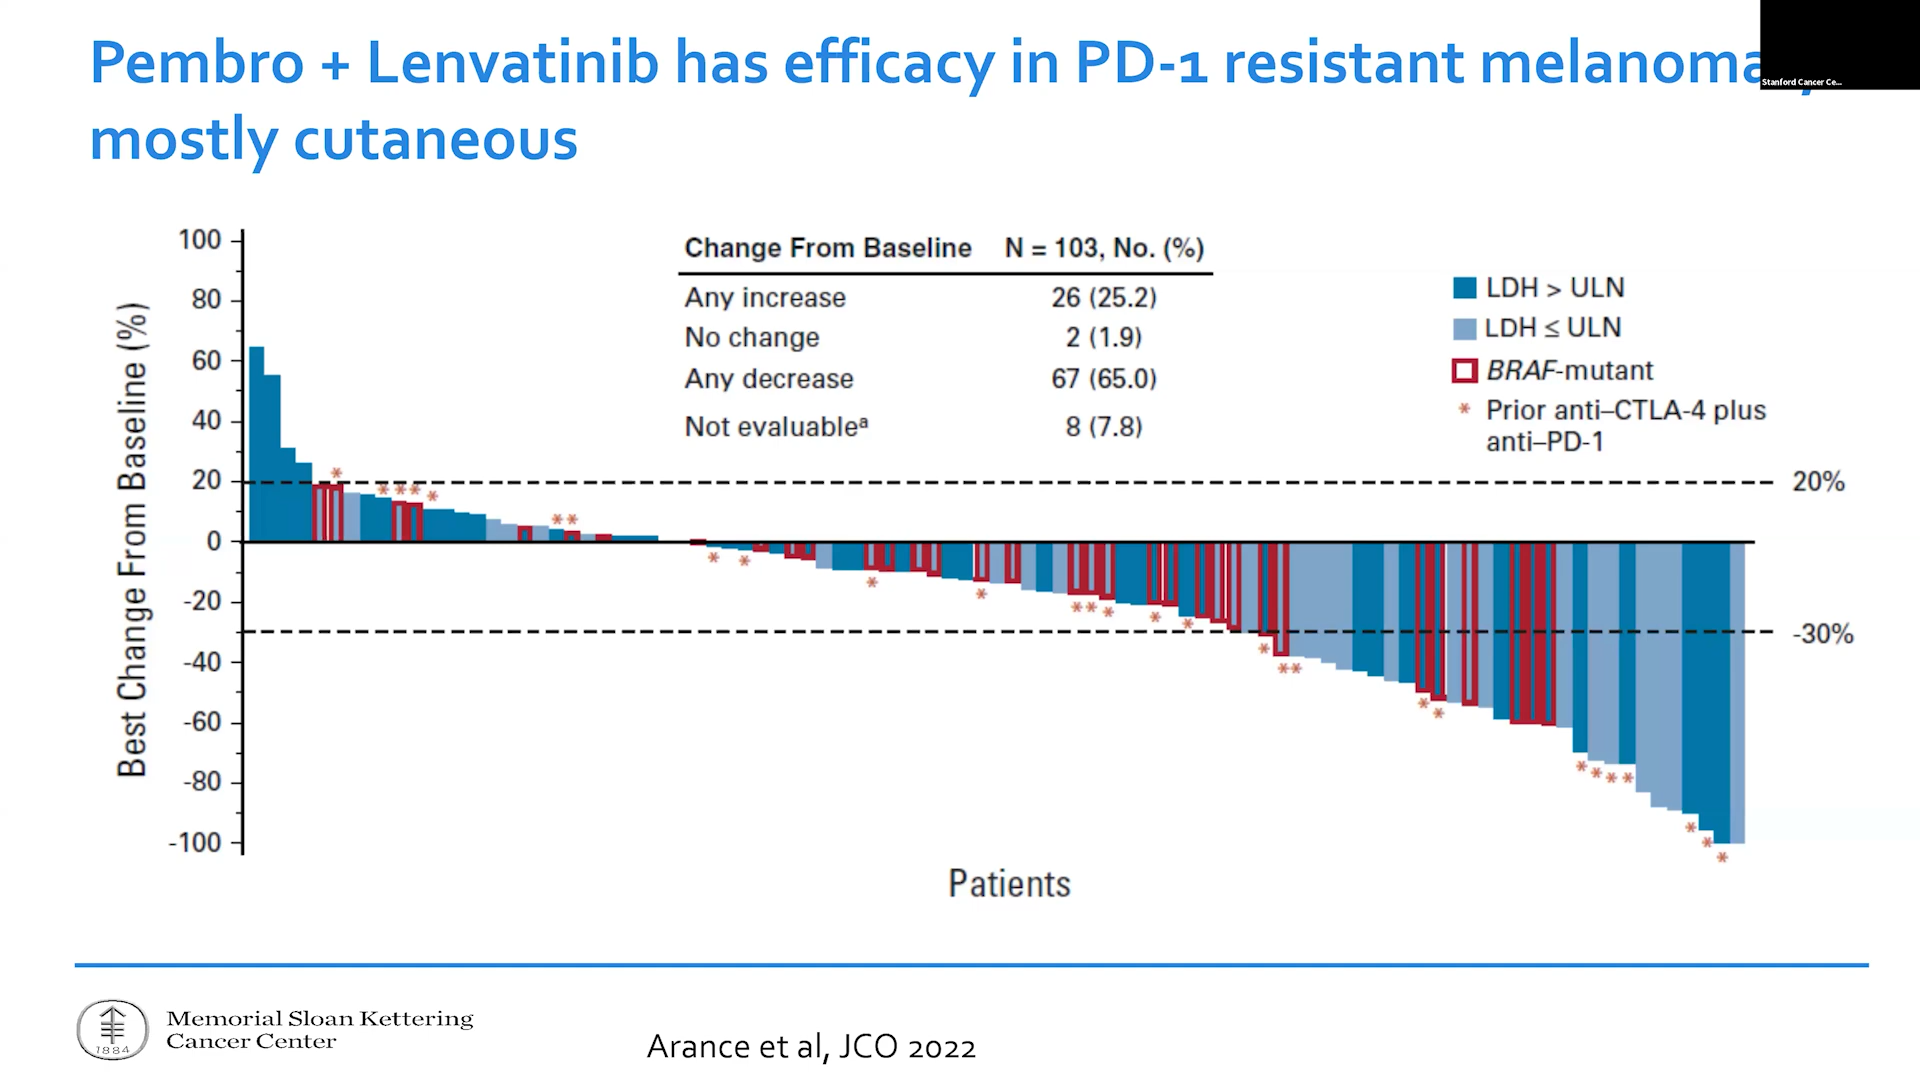 Pembro + Lenvatinib has efficacy in PD-1 resistant melanoma,
mostly cutaneous
Stanford Cancer Ce...
Change From Baseline N = 103, No. (%)
Any increase 26 (25.2)
No change 2 (1.9)
Any decrease 67 (65.0)
Not evaluableᵃ 8 (7.8)
LDH > ULN
LDH ≤ ULN
BRAF-mutant
* Prior anti–CTLA-4 plus
anti–PD-1
Best Change From Baseline (%)
100
80
60
40
20
0
-20
-40
-60
-80
-100
20%
-30%
Patients
1884
Memorial Sloan Kettering
Cancer Center
Arance et al, JCO 2022